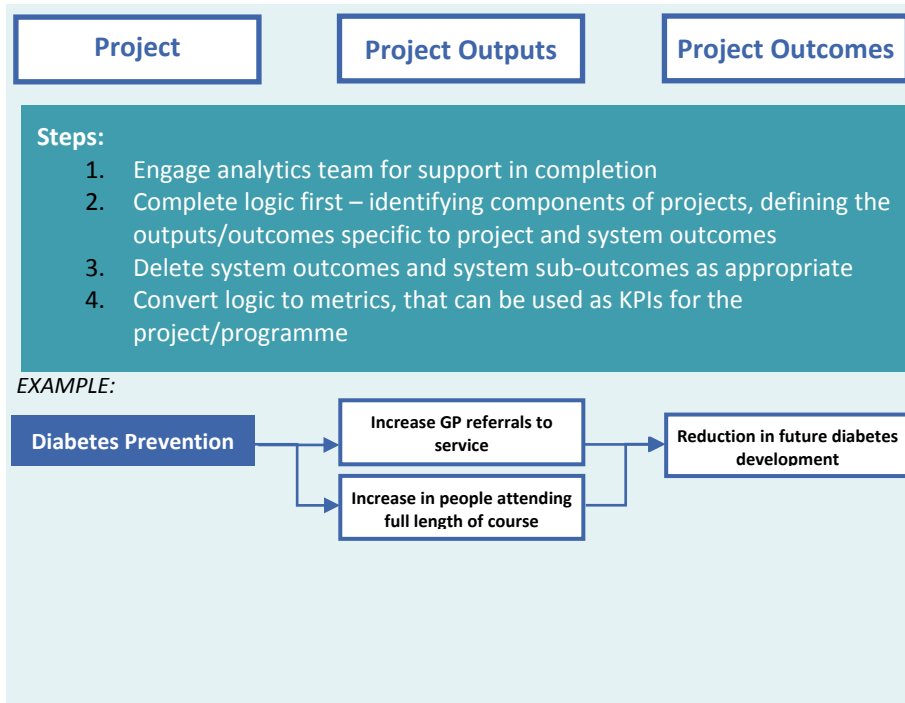 Project
Project Outputs
Project Outcomes
Steps:
1. Engage analytics team for support in completion
2. Complete logic first – identifying components of projects, defining the
outputs/outcomes specific to project and system outcomes
3. Delete system outcomes and system sub-outcomes as appropriate
4. Convert logic to metrics, that can be used as KPIs for the
project/programme
EXAMPLE:
Diabetes Prevention
Increase GP referrals to
service
Increase in people attending
full length of course
Reduction in future diabetes
development